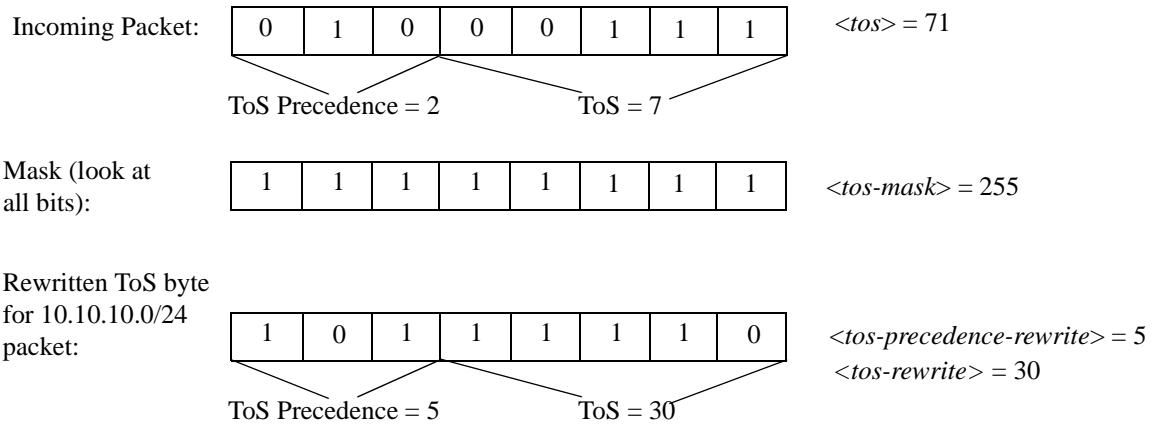 Incoming Packet: 0 1 0 0 0 1 1 1 <tos> = 71
ToS Precedence = 2 ToS = 7
Mask (look at
all bits): 1 1 1 1 1 1 1 1 <tos-mask> = 255
Rewritten ToS byte
for 10.10.10.0/24
packet: 1 0 1 1 1 1 1 0 <tos-precedence-rewrite> = 5
<tos-rewrite> = 30
ToS Precedence = 5 ToS = 30